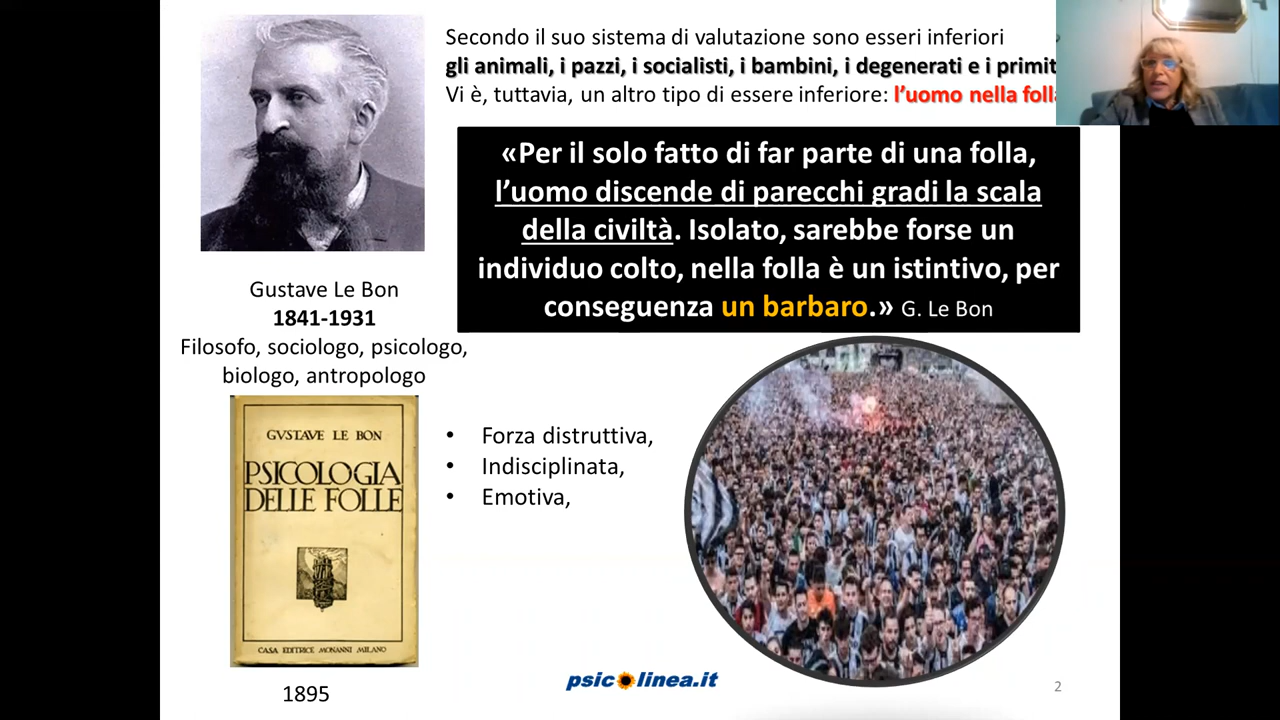 Secondo il suo sistema di valutazione sono esseri inferiori
gli animali, i pazzi, i socialisti, i bambini, i degenerati e i primit
Vi è, tuttavia, un altro tipo di essere inferiore: l'uomo nella foll
«Per il solo fatto di far parte di una folla,
l'uomo discende di parecchi gradi la scala
della civiltà. Isolato, sarebbe forse un
individuo colto, nella folla è un istintivo, per
conseguenza un barbaro.» G. Le Bon
Gustave Le Bon
1841-1931
Filosofo, sociologo, psicologo,
biologo, antropologo
GVSTAVE LE BON
PSICOLOGIA
DELLE FOLLE
CASA EDITRICE MONANNI MILANO
1895
• Forza distruttiva,
• Indisciplinata,
• Emotiva,
psicolinea.it
2